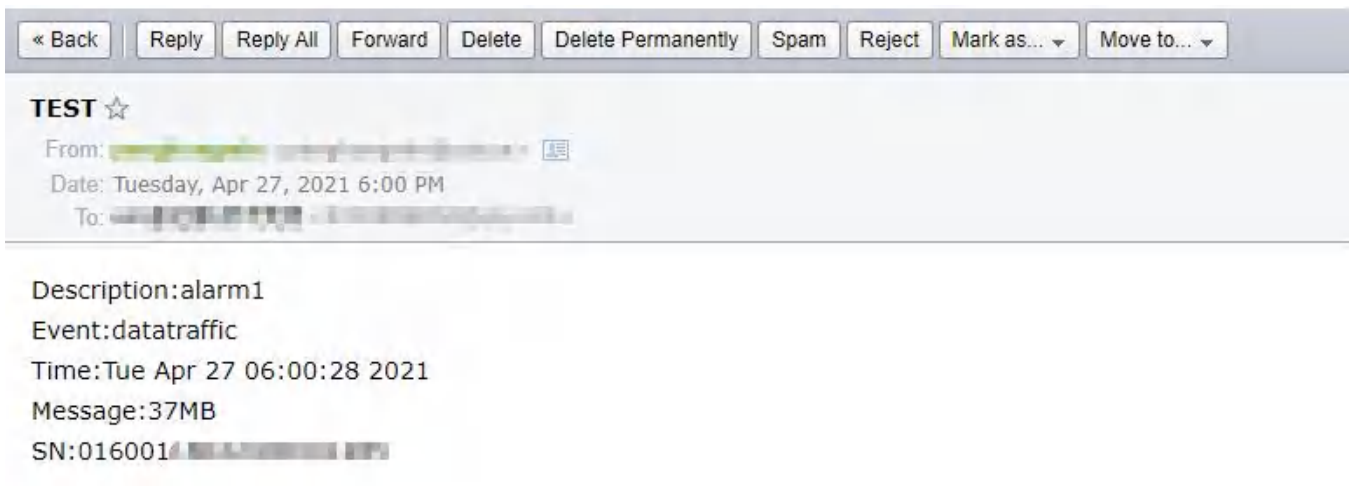 « Back Reply Reply All Forward Delete Delete Permanently Spam Reject Mark as... Move to...
TEST
From:
Date: Tuesday, Apr 27, 2021 6:00 PM
To:
Description:alarm1
Event:datatraffic
Time:Tue Apr 27 06:00:28 2021
Message:37MB
SN:016001